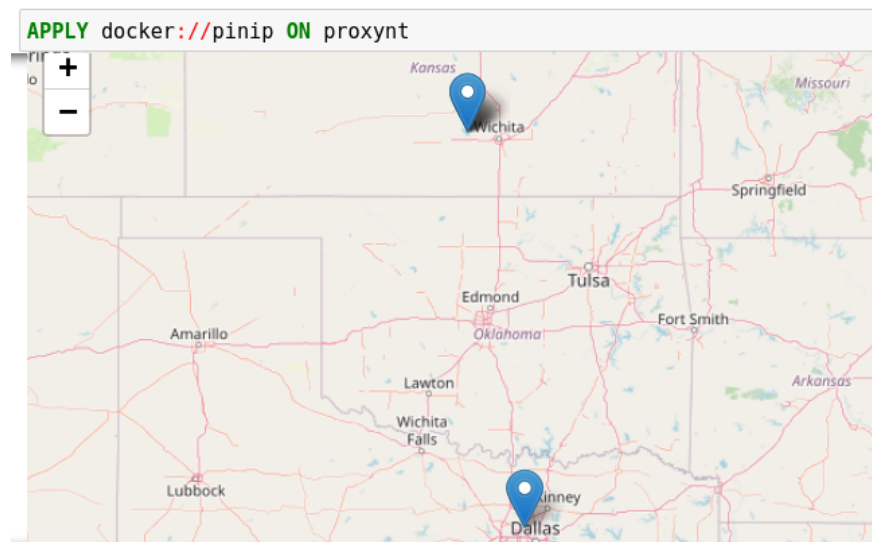 APPLY docker://pinip ON proxynt
+
−
Kansas
Missouri
Wichita
Springfield
Tulsa
Edmond
Oklahoma
Fort Smith
Amarillo
Arkansas
Lawton
Wichita
Falls
Lubbock
Dallas